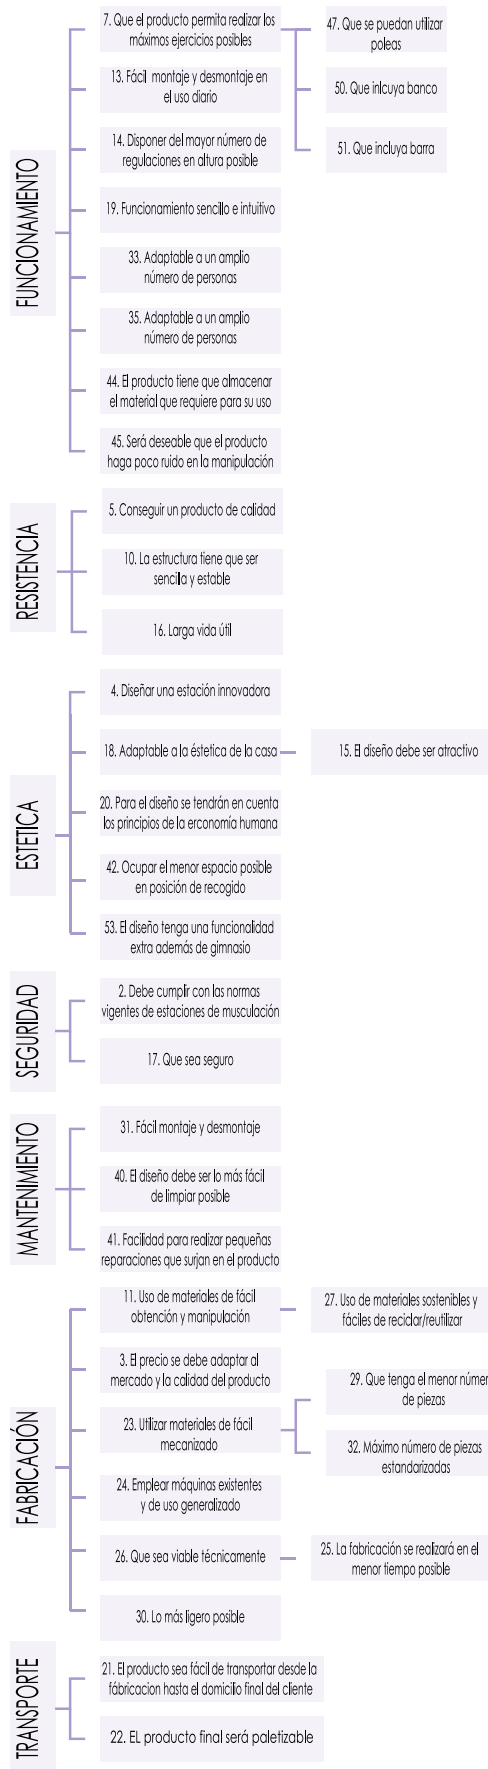 FUNCIONAMIENTO
7. Que el producto permita realizar los
máximos ejercicios posibles
47. Que se puedan utilizar
poleas
50. Que inlcuya banco
51. Que incluya barra
13. Fácil montaje y desmontaje en
el uso diario
14. Disponer del mayor número de
regulaciones en altura posible
19. Funcionamiento sencillo e intuitivo
33. Adaptable a un amplio
número de personas
35. Adaptable a un amplio
número de personas
44. El producto tiene que almacenar
el material que requiere para su uso
45. Será deseable que el producto
haga poco ruido en la manipulación
RESISTENCIA
5. Conseguir un producto de calidad
10. La estructura tiene que ser
sencilla y estable
16. Larga vida útil
ESTETICA
4. Diseñar una estación innovadora
18. Adaptable a la éstetica de la casa
15. El diseño debe ser atractivo
20. Para el diseño se tendrán en cuenta
los principios de la erconomía humana
42. Ocupar el menor espacio posible
en posición de recogido
53. El diseño tenga una funcionalidad
extra además de gimnasio
SEGURIDAD
2. Debe cumplir con las normas
vigentes de estaciones de musculación
17. Que sea seguro
MANTENIMIENTO
31. Fácil montaje y desmontaje
40. El diseño debe ser lo más fácil
de limpiar posible
41. Facilidad para realizar pequeñas
reparaciones que surjan en el producto
FABRICACIÓN
11. Uso de materiales de fácil
obtención y manipulación
27. Uso de materiales sostenibles y
fáciles de reciclar/reutilizar
3. El precio se debe adaptar al
mercado y la calidad del producto
23. Utilizar materiales de fácil
mecanizado
29. Que tenga el menor númer
de piezas
32. Máximo número de piezas
estandarizadas
24. Emplear máquinas existentes
y de uso generalizado
26. Que sea viable técnicamente
25. La fabricación se realizará en el
menor tiempo posible
30. Lo más ligero posible
TRANSPORTE
21. El producto sea fácil de transportar desde la
fábricacion hasta el domicilio final del cliente
22. EL producto final será paletizable